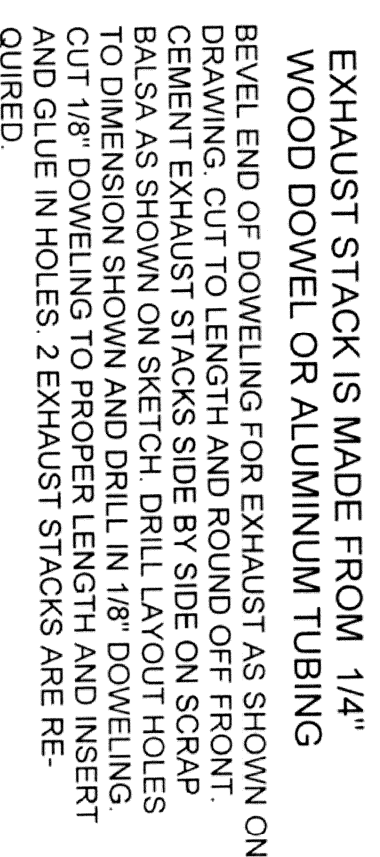 EXHAUST STACK IS MADE FROM 1/4"
WOOD DOWEL OR ALUMINUM TUBING
BEVEL END OF DOWELING FOR EXHAUST AS SHOWN ON
DRAWING. CUT TO LENGTH AND ROUND OFF FRONT.
CEMENT EXHAUST STACKS SIDE BY SIDE ON SCRAP
BALSA AS SHOWN ON SKETCH. DRILL LAYOUT HOLES
TO DIMENSION SHOWN AND DRILL IN 1/8" DOWELING.
CUT 1/8" DOWELING TO PROPER LENGTH AND INSERT
AND GLUE IN HOLES. 2 EXHAUST STACKS ARE RE-
QUIRED.